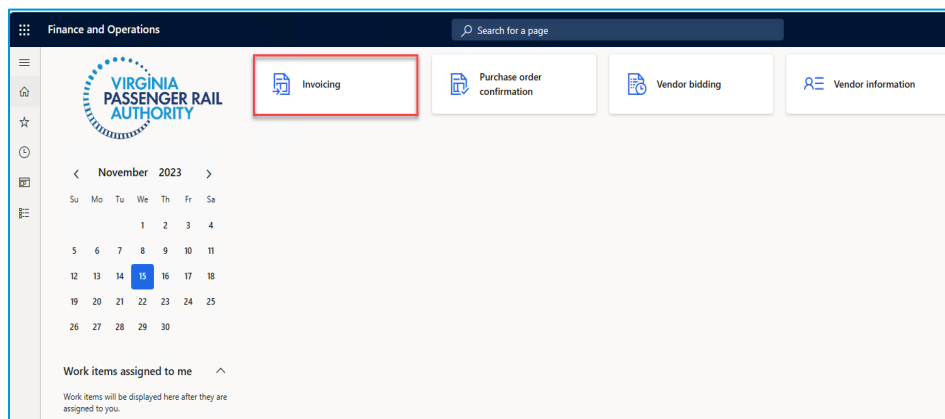 Finance and Operations
Search for a page
VIRGINIA
PASSENGER RAIL
AUTHORITY
Invoicing
Purchase order
confirmation
Vendor bidding
Vendor information
November 2023
Su Mo Tu We Th Fr Sa
1 2 3 4
5 6 7 8 9 10 11
12 13 14 15 16 17 18
19 20 21 22 23 24 25
26 27 28 29 30
Work items assigned to me
Work items will be displayed here after they are
assigned to you.